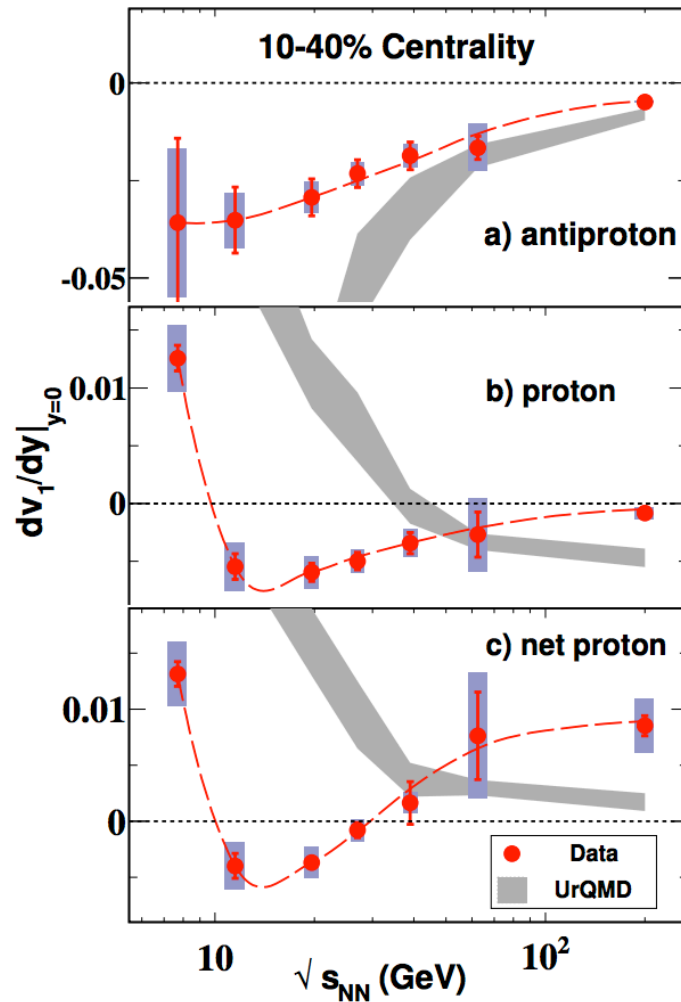 10-40% Centrality
0
-0.05
a) antiproton
0.01
0
b) proton
dv₁/dy|y=0
0.01
0
c) net proton
Data
UrQMD
10
10²
√ sNN (GeV)